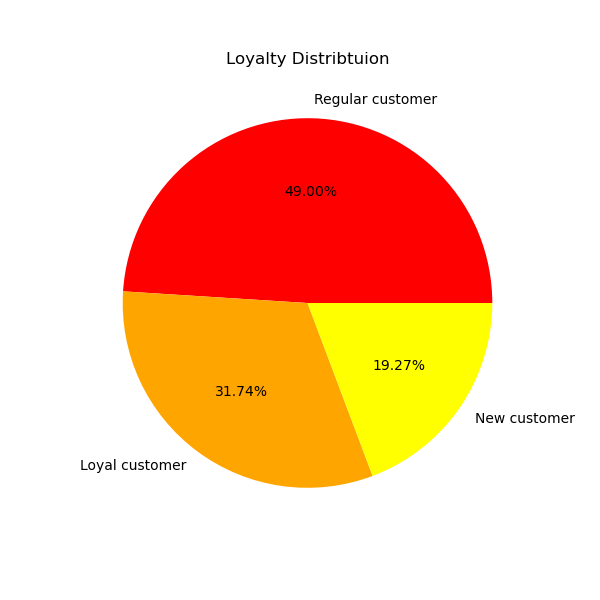 Loyalty Distribtuion
Regular customer
49.00%
31.74%
19.27%
New customer
Loyal customer